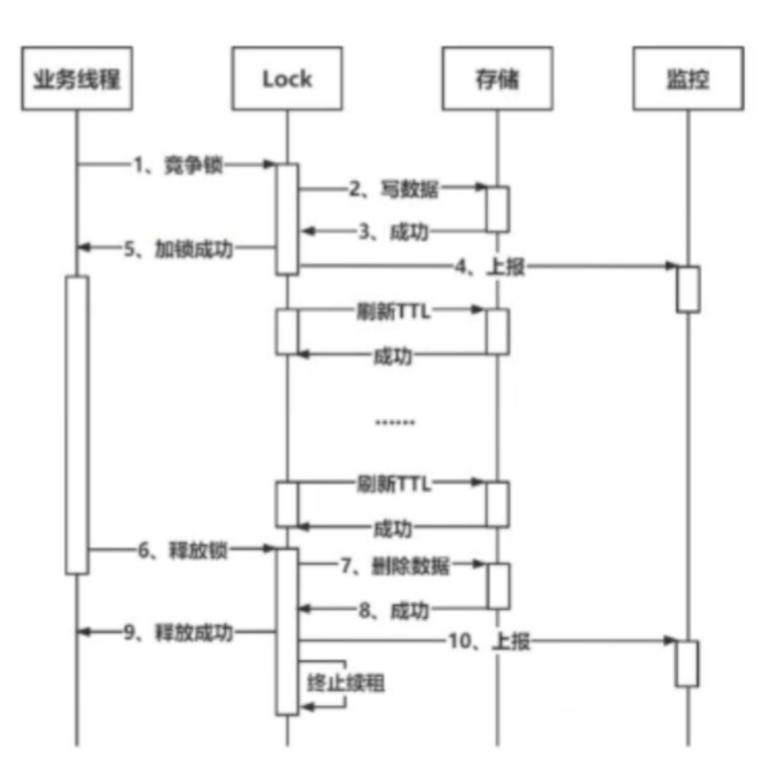 业务线程
Lock
存储
监控
1、竞争锁
2、写数据
3、成功
5、加锁成功
4、上报
刷新TTL
成功
······
刷新TTL
成功
6、释放锁
7、删除数据
8、成功
9、释放成功
10、上报
终止续租